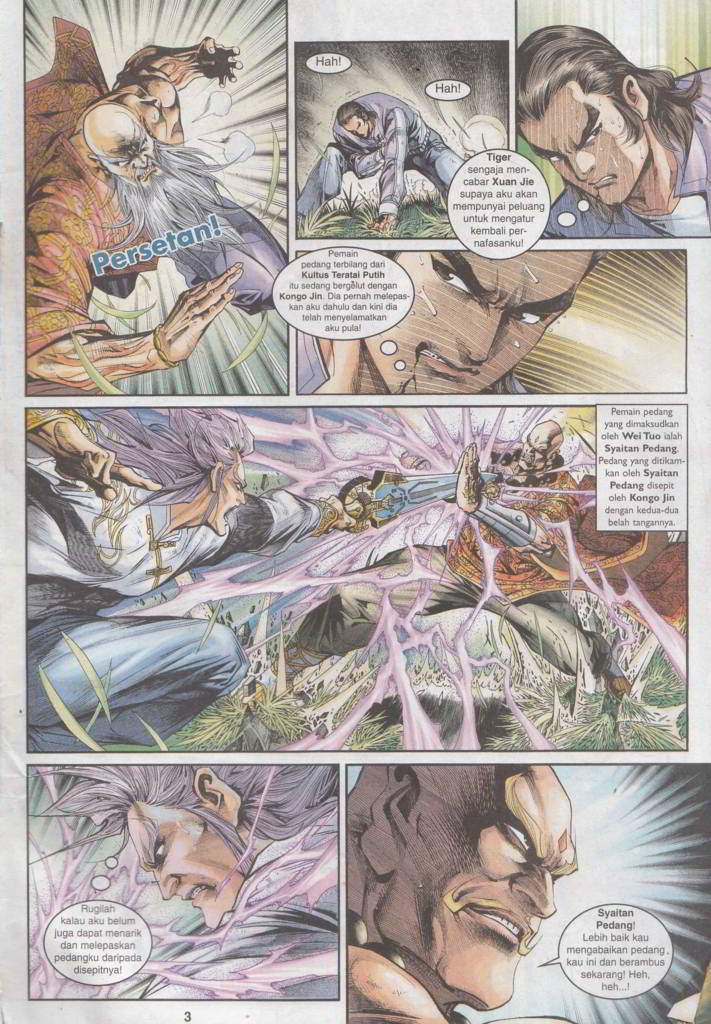 Persetan!
Hah!
Hah!
Tiger
sengaja men-
cabar Xuan Jie
supaya aku akan
mempunyai peluang
untuk mengatur
kembali per-
nafasanku!
Pemain
pedang terbilang dari
Kultus Teratai Putih
itu sedang bergelut dengan
Kongo Jin. Dia pernah melepas-
kan aku dahulu dan kini dia
telah menyelamatkan
aku pula!
Pemain pedang
yang dimaksudkan
oleh Wei Tuo ialah
Syaitan Pedang.
Pedang yang ditikam-
kan oleh Syaitan
Pedang disepit
oleh Kongo Jin
dengan kedua-dua
belah tangannya.
Rugilah
kalau aku belum
juga dapat menarik
dan melepaskan
pedangku daripada
disepitnya!
Syaitan
Pedang!
Lebih baik kau
mengabaikan pedang,
kau ini dan berambus
sekarang! Heh,
heh...!
3